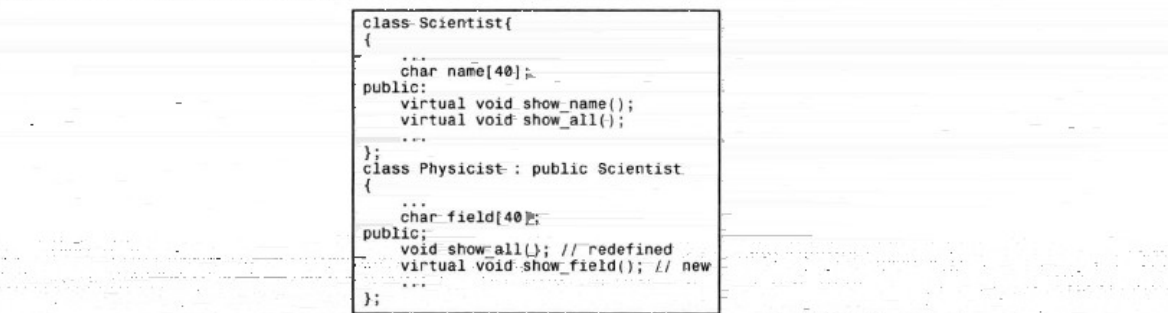 class Scientist{
{
...
char name[40];
public:
virtual void show_name();
virtual void show_all();
...
};
class Physicist : public Scientist
{
...
char field[40];
public;
void show_all(); // redefined
virtual void show_field(); // new
...
};